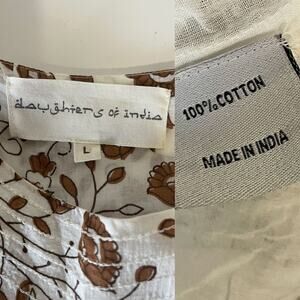 daughters of india
L
100% COTTON
MADE IN INDIA